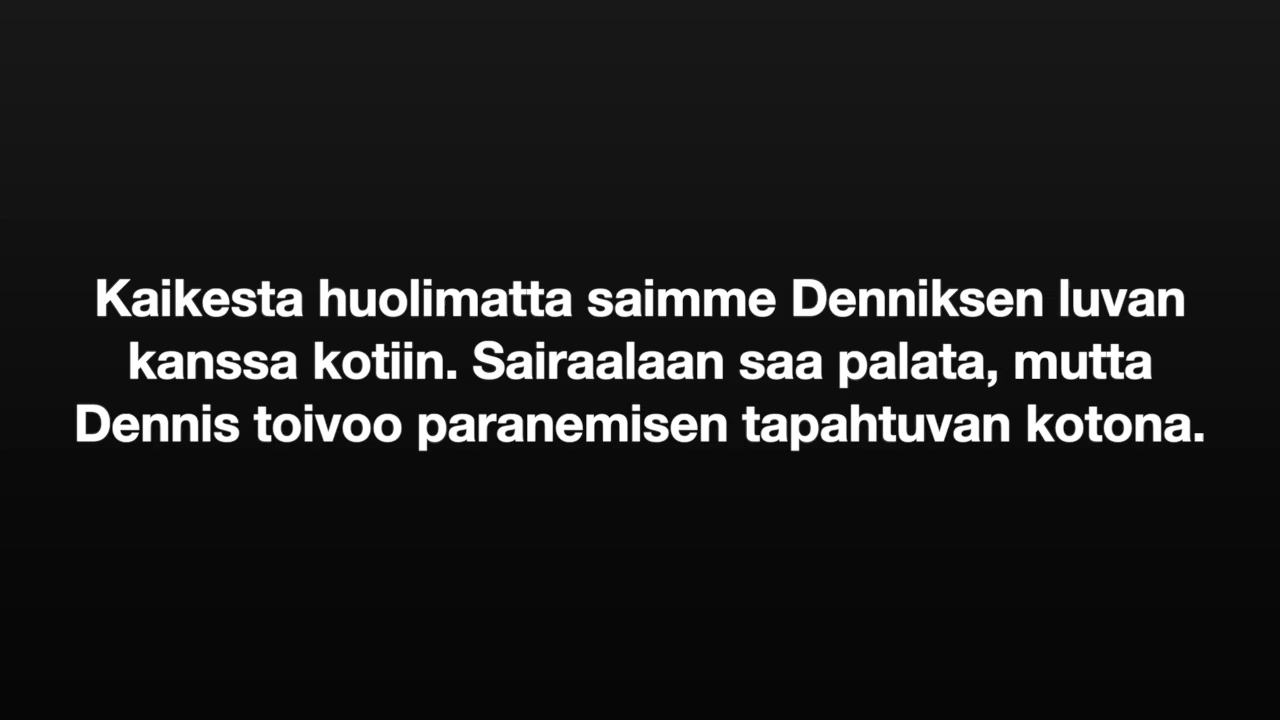 Kaikesta huolimatta saimme Denniksen luvan
kanssa kotiin. Sairaalaan saa palata, mutta
Dennis toivoo paranemisen tapahtuvan kotona.